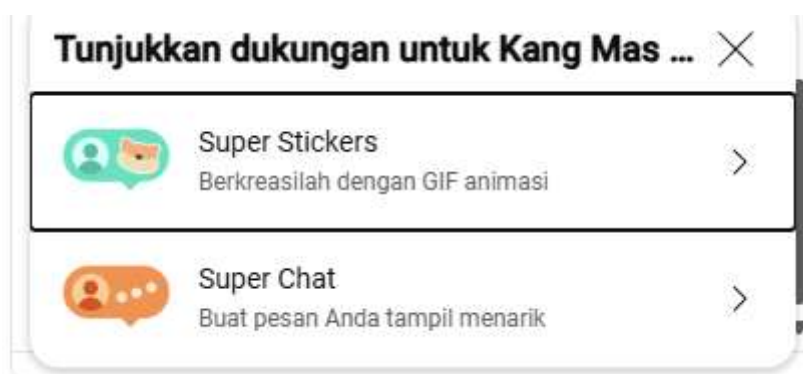 Tunjukkan dukungan untuk Kang Mas ...
Super Stickers
Berkreasilah dengan GIF animasi
Super Chat
Buat pesan Anda tampil menarik